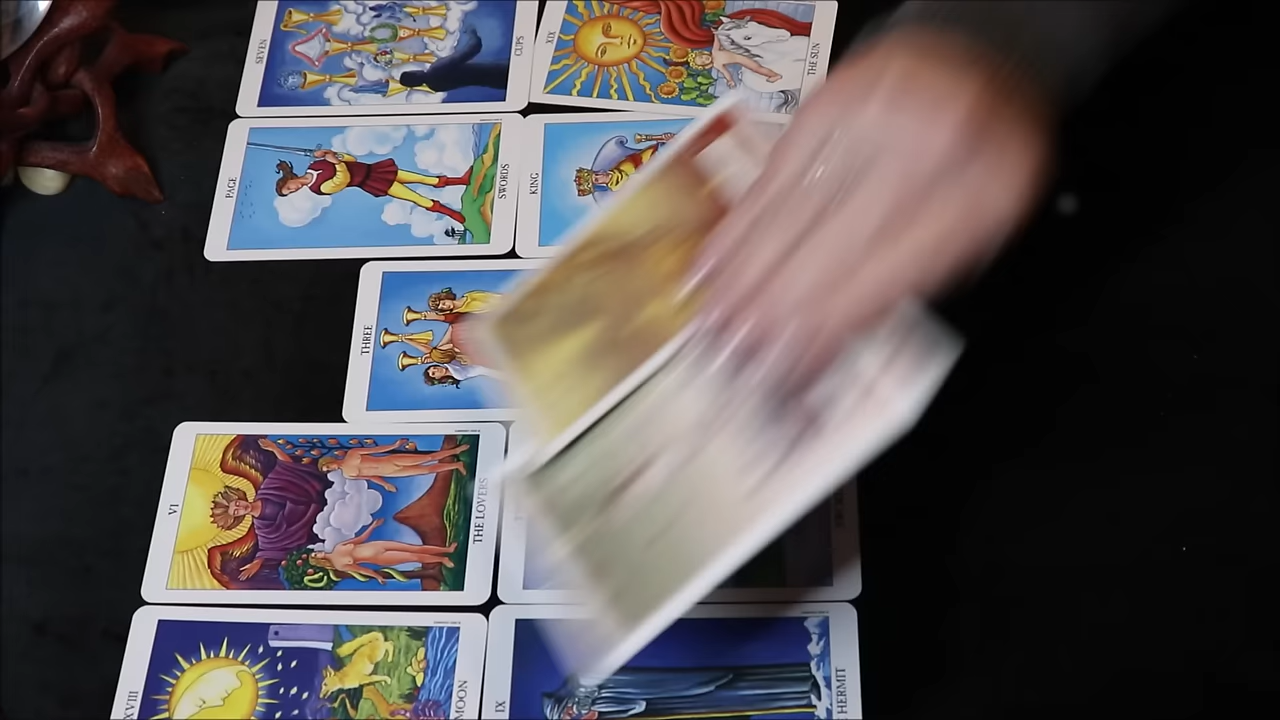 SEVEN
CUPS
XIX
THE SUN
PAGE
SWORDS
KING
THREE
VI
THE LOVERS
XVIII
MOON
IX
HERMIT